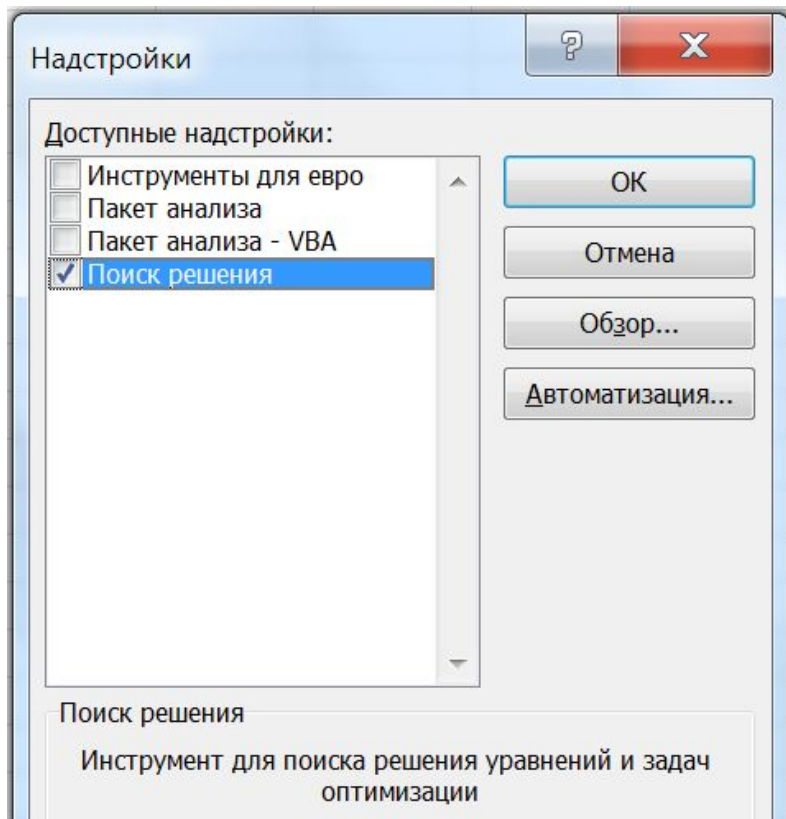 Надстройки
Доступные надстройки:
Инструменты для евро
Пакет анализа
Пакет анализа - VBA
Поиск решения
ОК
Отмена
Обзор...
Автоматизация...
Поиск решения
Инструмент для поиска решения уравнений и задач
оптимизации